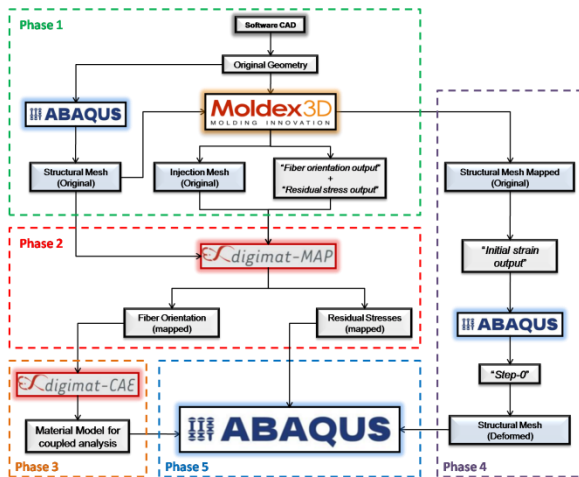 Phase 1
Software CAD
Original Geometry
ABAQUS
Moldex3D
MOLDING INNOVATION
Structural Mesh
(Original)
Injection Mesh
(Original)
"Fiber orientation output"
+
"Residual stress output"
Structural Mesh Mapped
(Original)
Phase 2
digimat-MAP
"Initial strain
output"
Fiber Orientation
(mapped)
Residual Stresses
(mapped)
ABAQUS
digimat-CAE
"Step-0"
Material Model for
coupled analysis
ABAQUS
Structural Mesh
(Deformed)
Phase 3
Phase 5
Phase 4